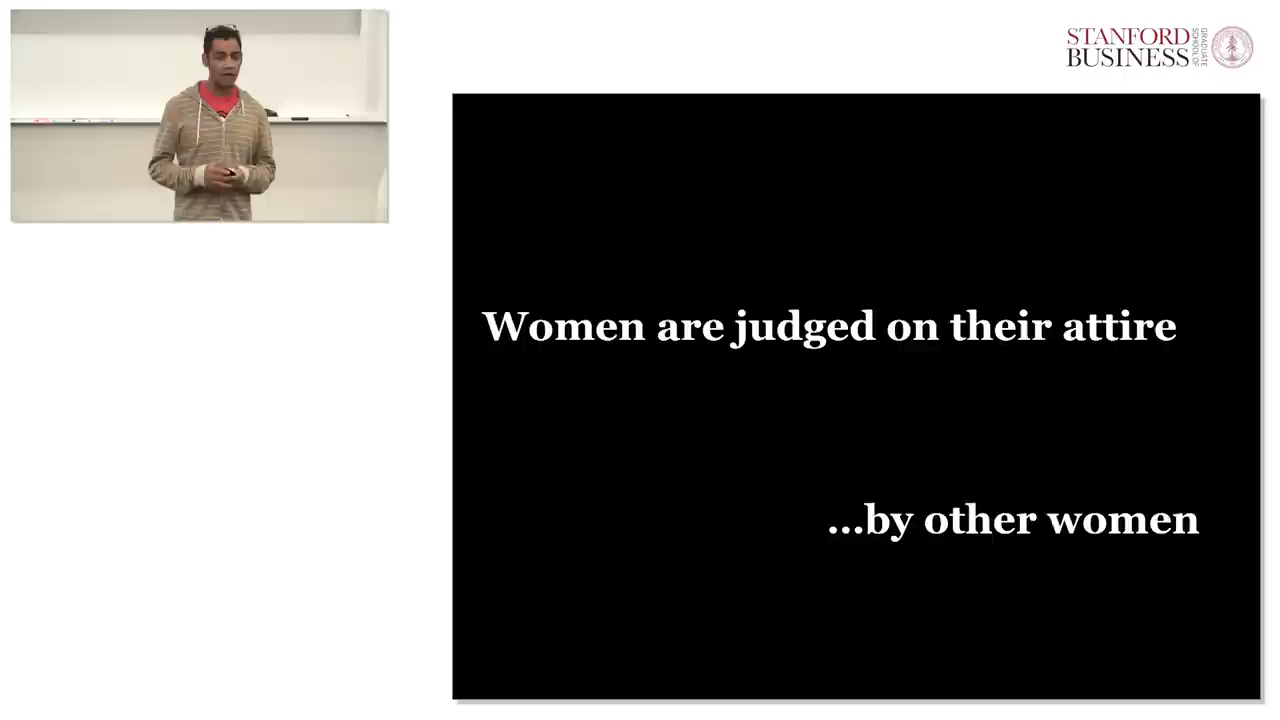 STANFORD
BUSINESS
GRADUATE
SCHOOL OF
Women are judged on their attire
...by other women